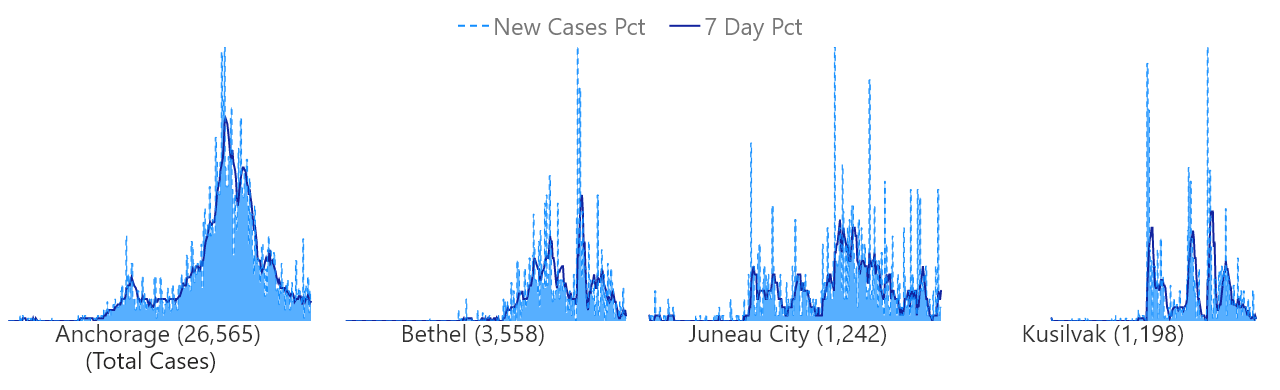 New Cases Pct 7 Day Pct
Anchorage (26,565) Bethel (3,558) Juneau City (1,242) Kusilvak (1,198)
(Total Cases)